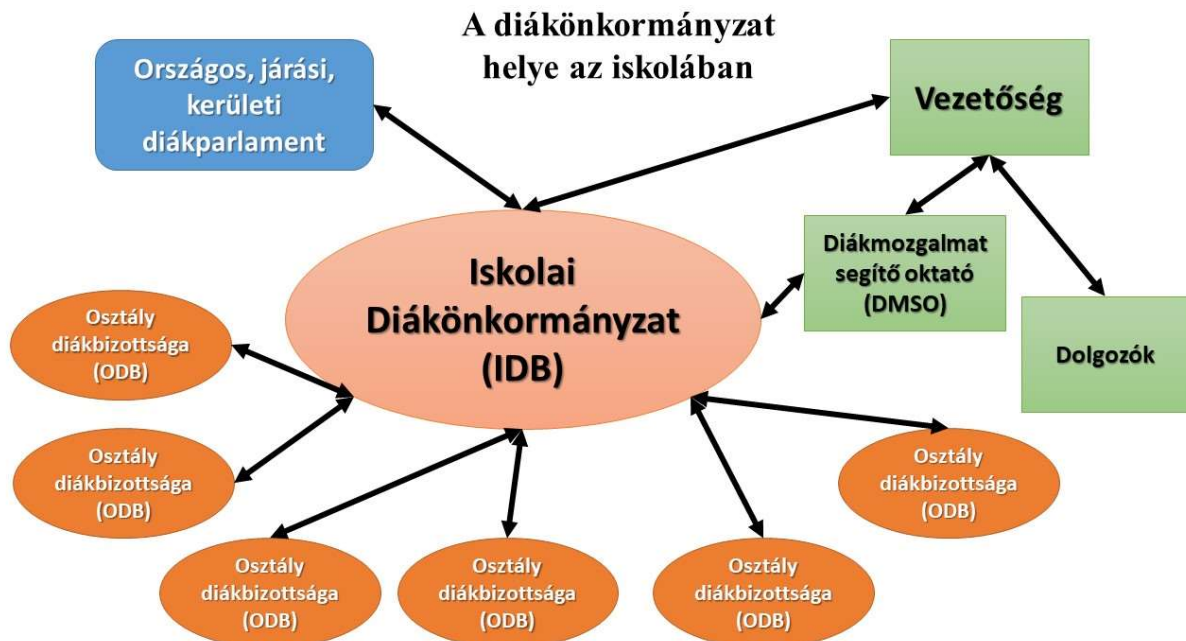 A diákönkormányzat
helye az iskolában
Országos, járási,
kerületi
diákparlament
Vezetőség
Diákmozgalmat
segítő oktató
(DMSO)
Dolgozók
Iskolai
Diákönkormányzat
(IDB)
Osztály
diákbizottsága
(ODB)
Osztály
diákbizottsága
(ODB)
Osztály
diákbizottsága
(ODB)
Osztály
diákbizottsága
(ODB)
Osztály
diákbizottsága
(ODB)
Osztály
diákbizottsága
(ODB)